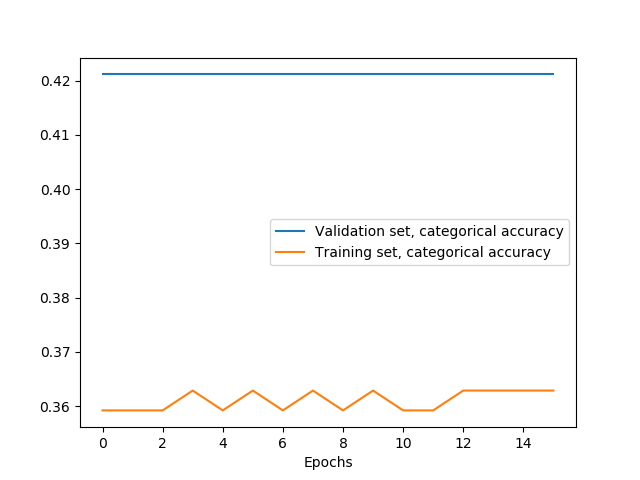 0.42
0.41
0.40
0.39
0.38
0.37
0.36
Validation set, categorical accuracy
Training set, categorical accuracy
0 2 4 6 8 10 12 14
Epochs